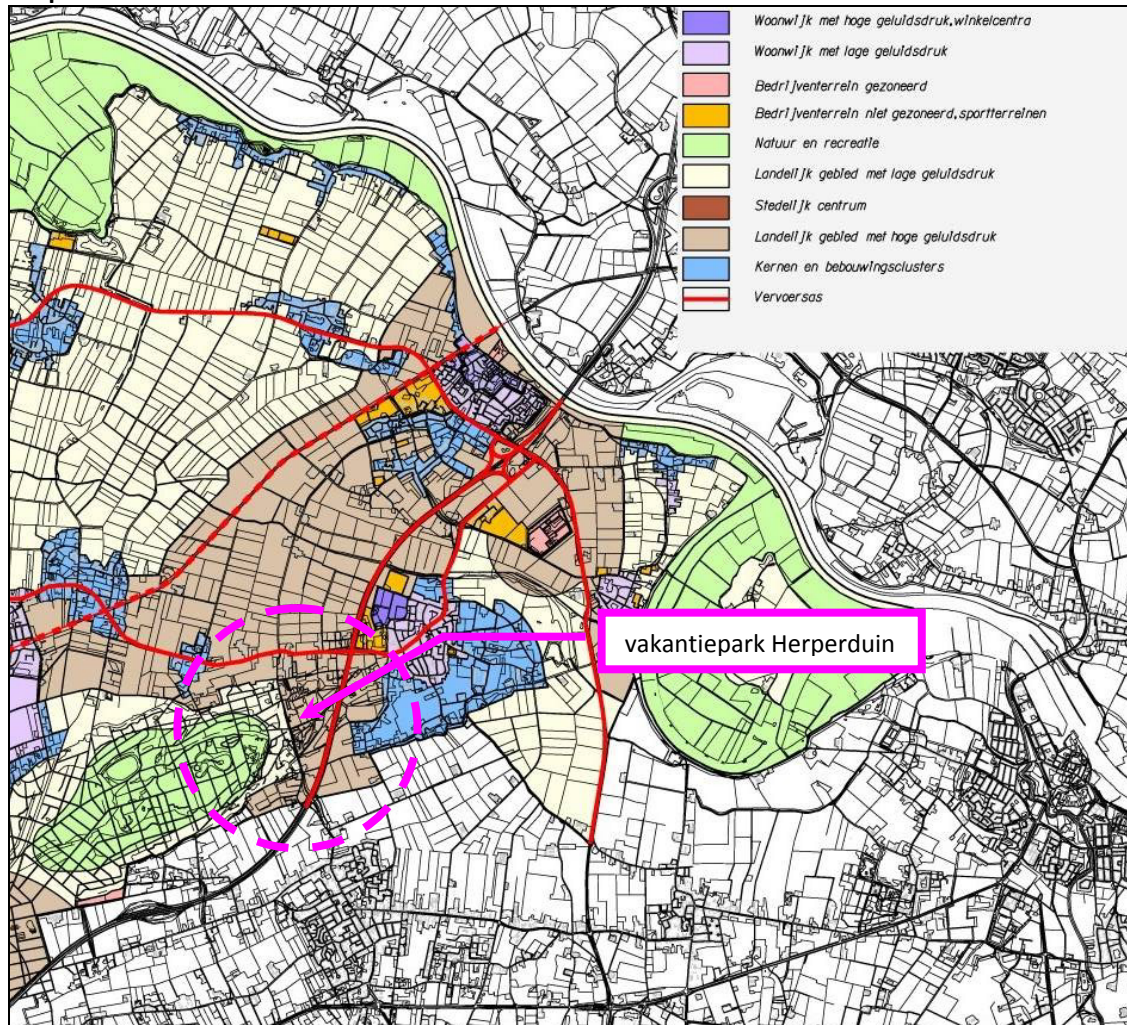 Woonwijk met hoge geluidsdruk,winkelcentra
Woonwijk met lage geluidsdruk
Bedrijventerrein gezoneerd
Bedrijventerrein niet gezoneerd,sportterreinen
Natuur en recreatie
Landelijk gebied met lage geluidsdruk
Stedelijk centrum
Landelijk gebied met hoge geluidsdruk
Kernen en bebouwingsclusters
Vervoersas
vakantiepark Herperduin